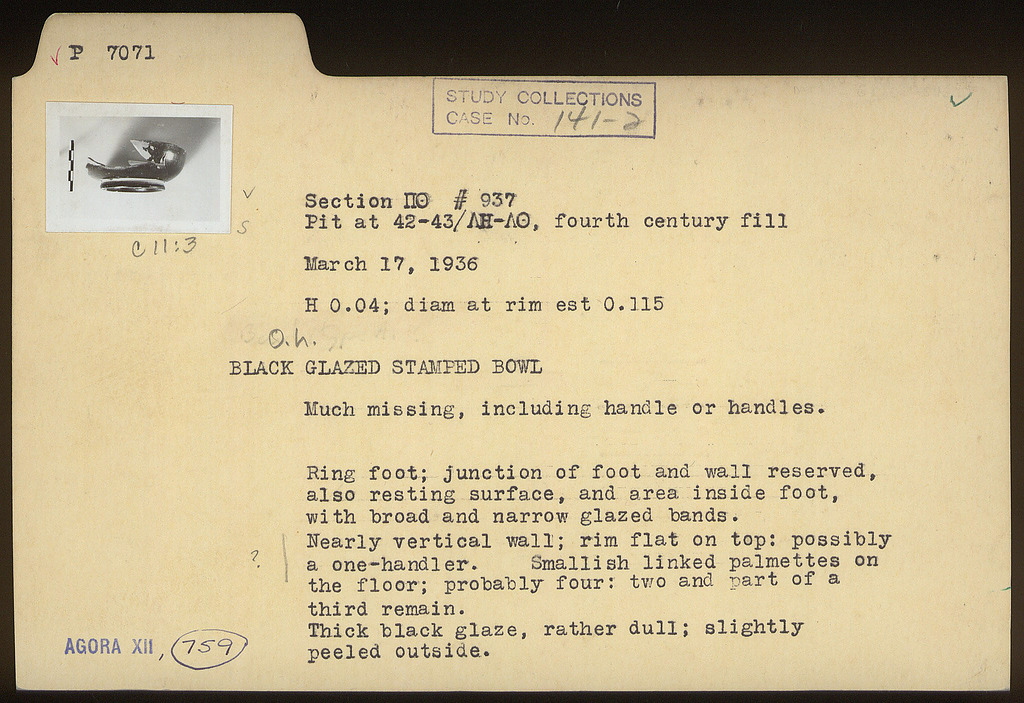 P 7071
STUDY COLLECTIONS
CASE No. 141-2
Section ΠΘ # 937
Pit at 42-43/ΛΗ-ΛΘ, fourth century fill
C 11:3
March 17, 1936
H 0.04; diam at rim est 0.115
O.h.
BLACK GLAZED STAMPED BOWL
Much missing, including handle or handles.
Ring foot; junction of foot and wall reserved,
also resting surface, and area inside foot,
with broad and narrow glazed bands.
Nearly vertical wall; rim flat on top: possibly
? a one-handler. Smallish linked palmettes on
the floor; probably four: two and part of a
third remain.
Thick black glaze, rather dull; slightly
peeled outside.
AGORA XII, 759